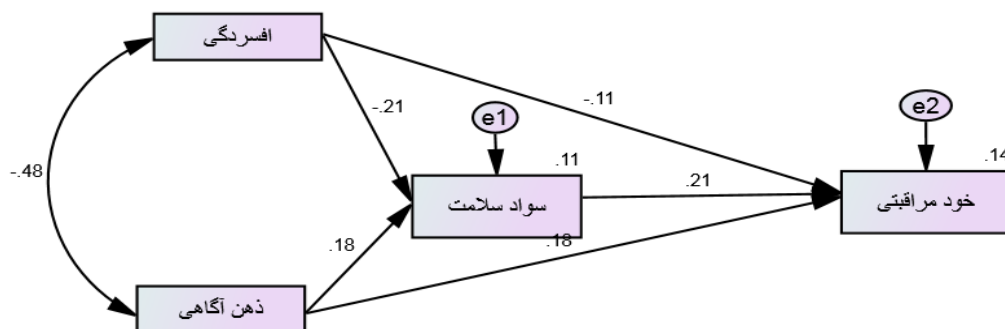 افسردگی
-.11
-.21
e1
e2
-.48
.11
.14
.21
سواد سلامت
خود مراقبتی
.18
.18
ذهن آگاهی